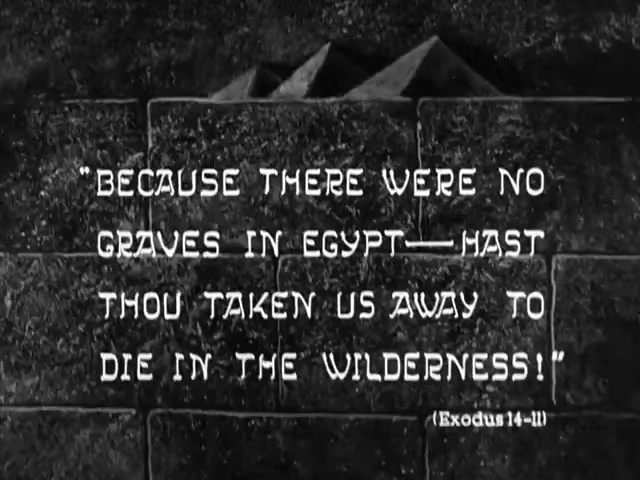 "BECAUSE THERE WERE NO
GRAVES IN EGYPT—HAST
THOU TAKEN US AWAY TO
DIE IN THE WILDERNESS!"
(Exodus 14-11)